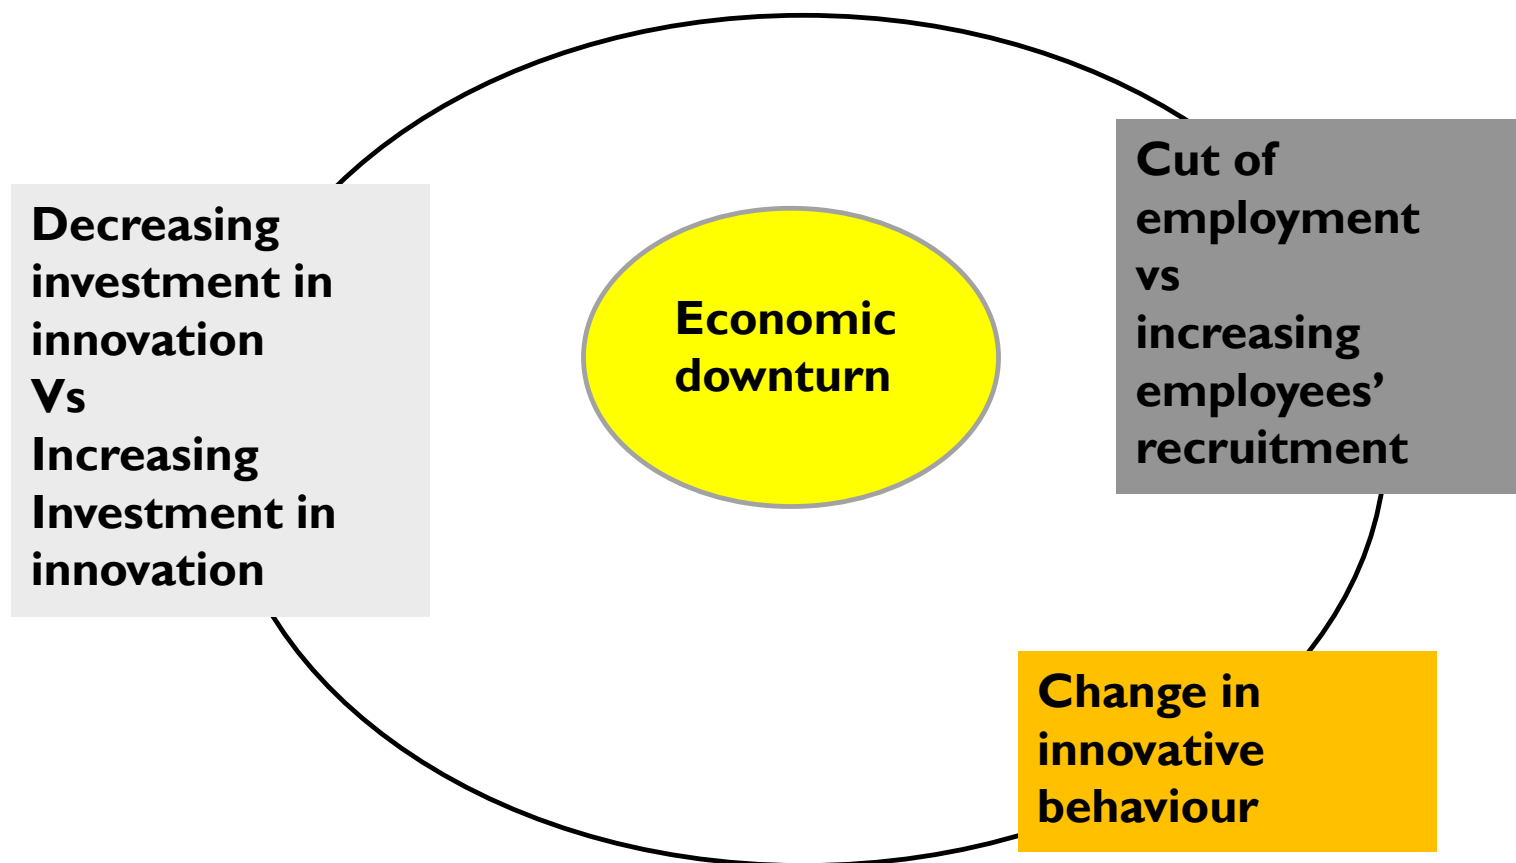 Decreasing
investment in
innovation
Vs
Increasing
Investment in
innovation
Economic
downturn
Cut of
employment
vs
increasing
employees’
recruitment
Change in
innovative
behaviour